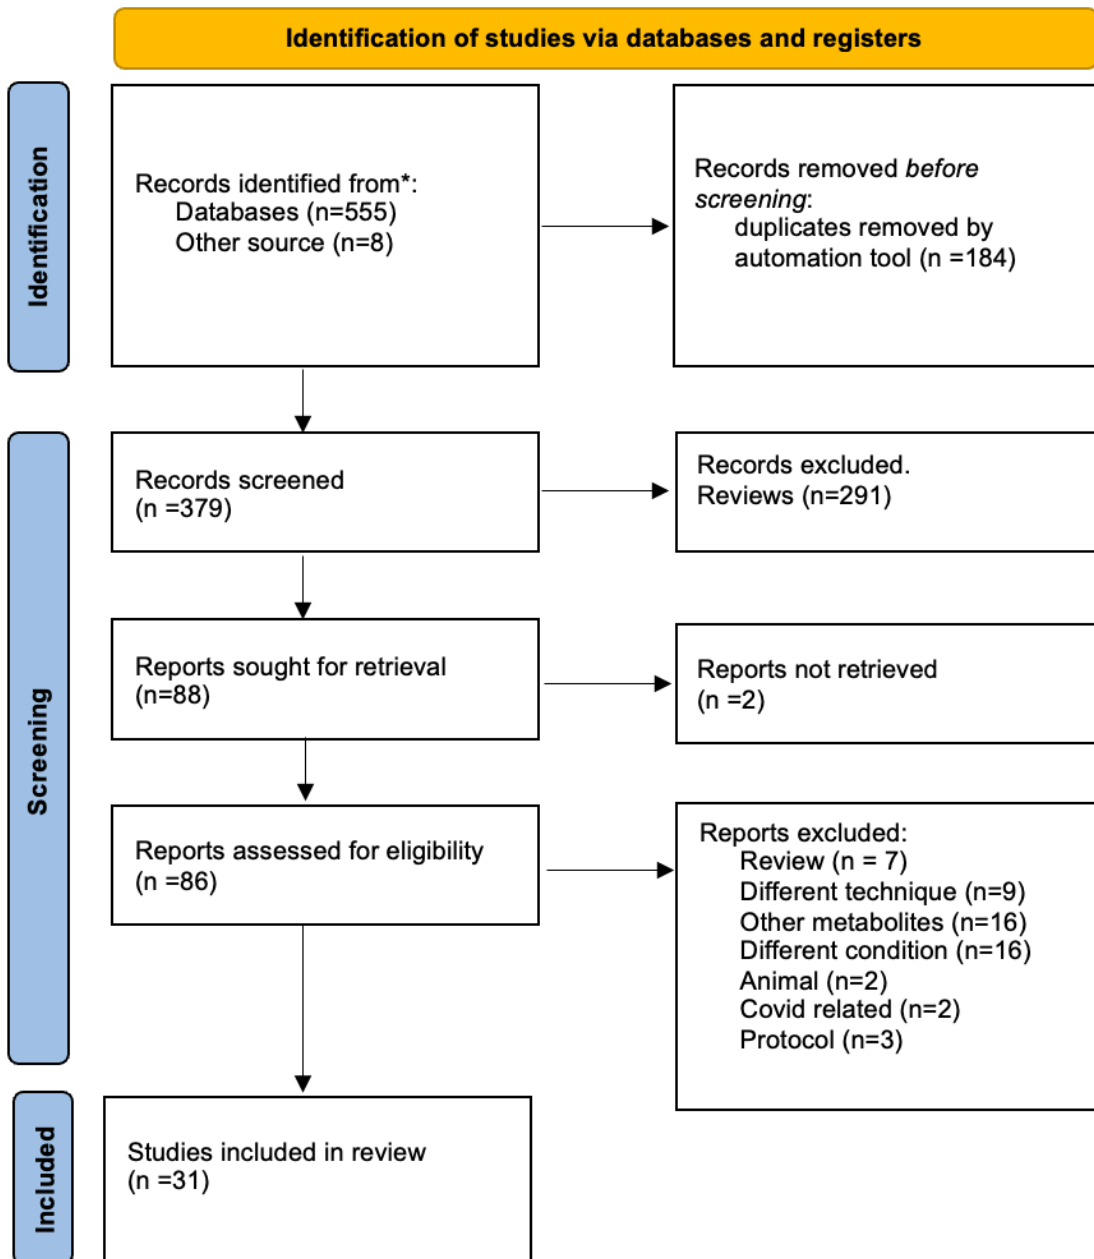 Identification of studies via databases and registers
Identification
Records identified from*:
Databases (n=555)
Other source (n=8)
Records removed before
screening:
duplicates removed by
automation tool (n =184)
Screening
Records screened
(n =379)
Records excluded.
Reviews (n=291)
Reports sought for retrieval
(n=88)
Reports not retrieved
(n =2)
Reports assessed for eligibility
(n =86)
Reports excluded:
Review (n = 7)
Different technique (n=9)
Other metabolites (n=16)
Different condition (n=16)
Animal (n=2)
Covid related (n=2)
Protocol (n=3)
Included
Studies included in review
(n =31)